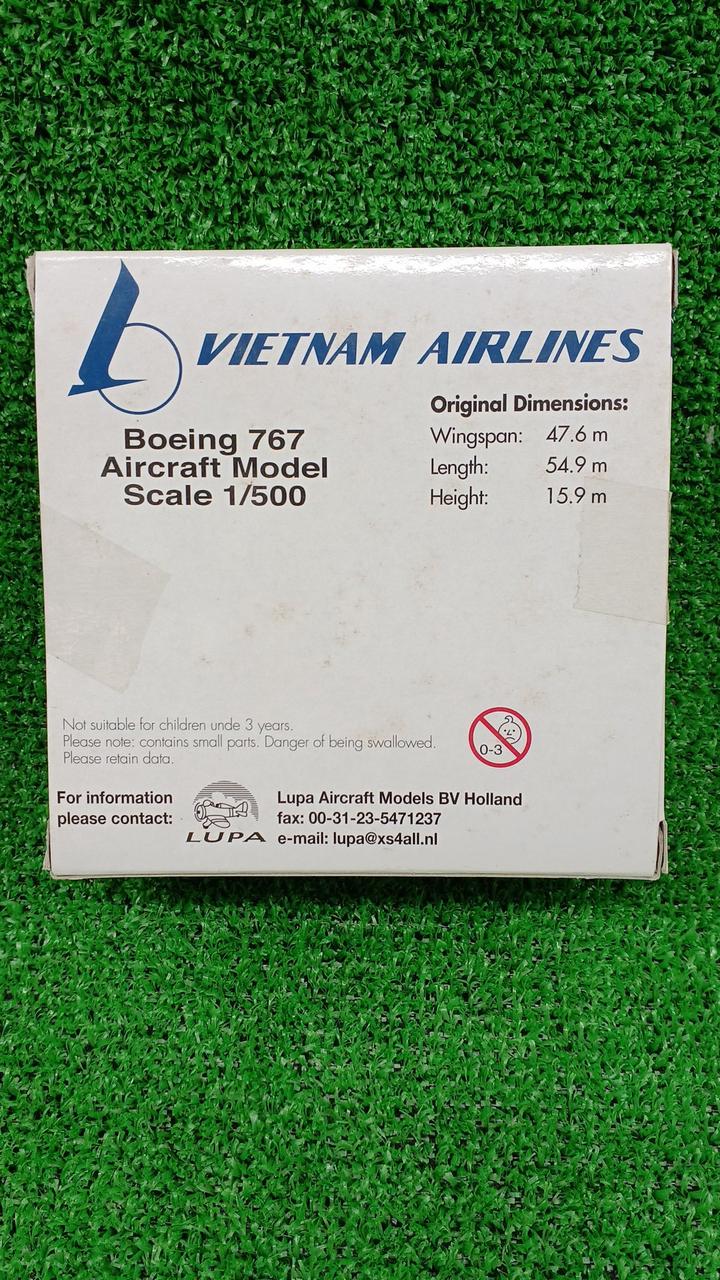 VIETNAM AIRLINES
Boeing 767
Aircraft Model
Scale 1/500
Original Dimensions:
Wingspan: 47.6 m
Length: 54.9 m
Height: 15.9 m
Not suitable for children unde 3 years.
Please note: contains small parts. Danger of being swallowed.
Please retain data.
0-3
For information
please contact:
LUPA
Lupa Aircraft Models BV Holland
fax: 00-31-23-5471237
e-mail: lupa@xs4all.nl